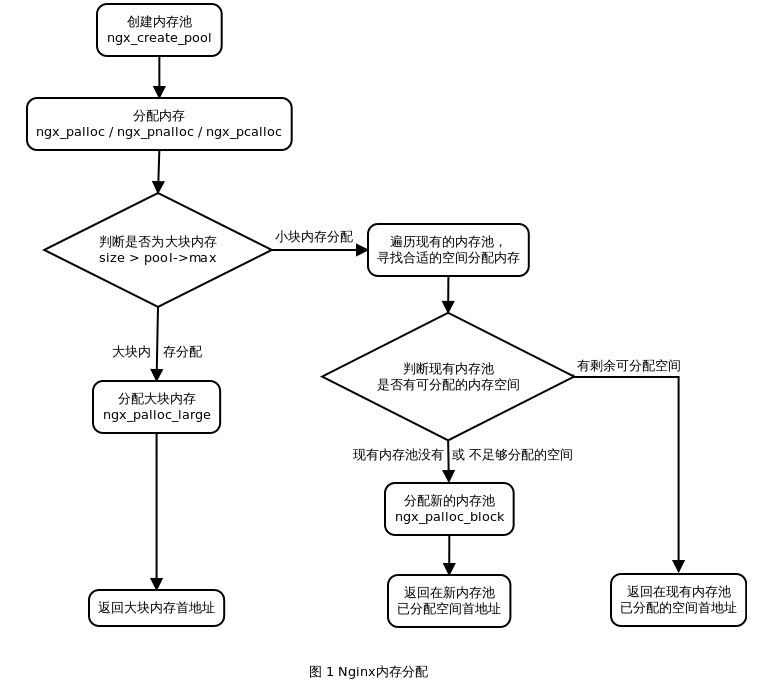 创建内存池
ngx_create_pool
分配内存
ngx_palloc / ngx_pnalloc / ngx_pcalloc
判断是否为大块内存
size > pool->max
小块内存分配
遍历现有的内存池，
寻找合适的空间分配内存
大块内 存分配
分配大块内存
ngx_palloc_large
判断现有内存池
是否有可分配的内存空间
有剩余可分配空间
现有内存池没有 或 不足够分配的空间
分配新的内存池
ngx_palloc_block
返回大块内存首地址
返回在新内存池
已分配空间首地址
返回在现有内存池
已分配的空间首地址
图 1 Nginx内存分配